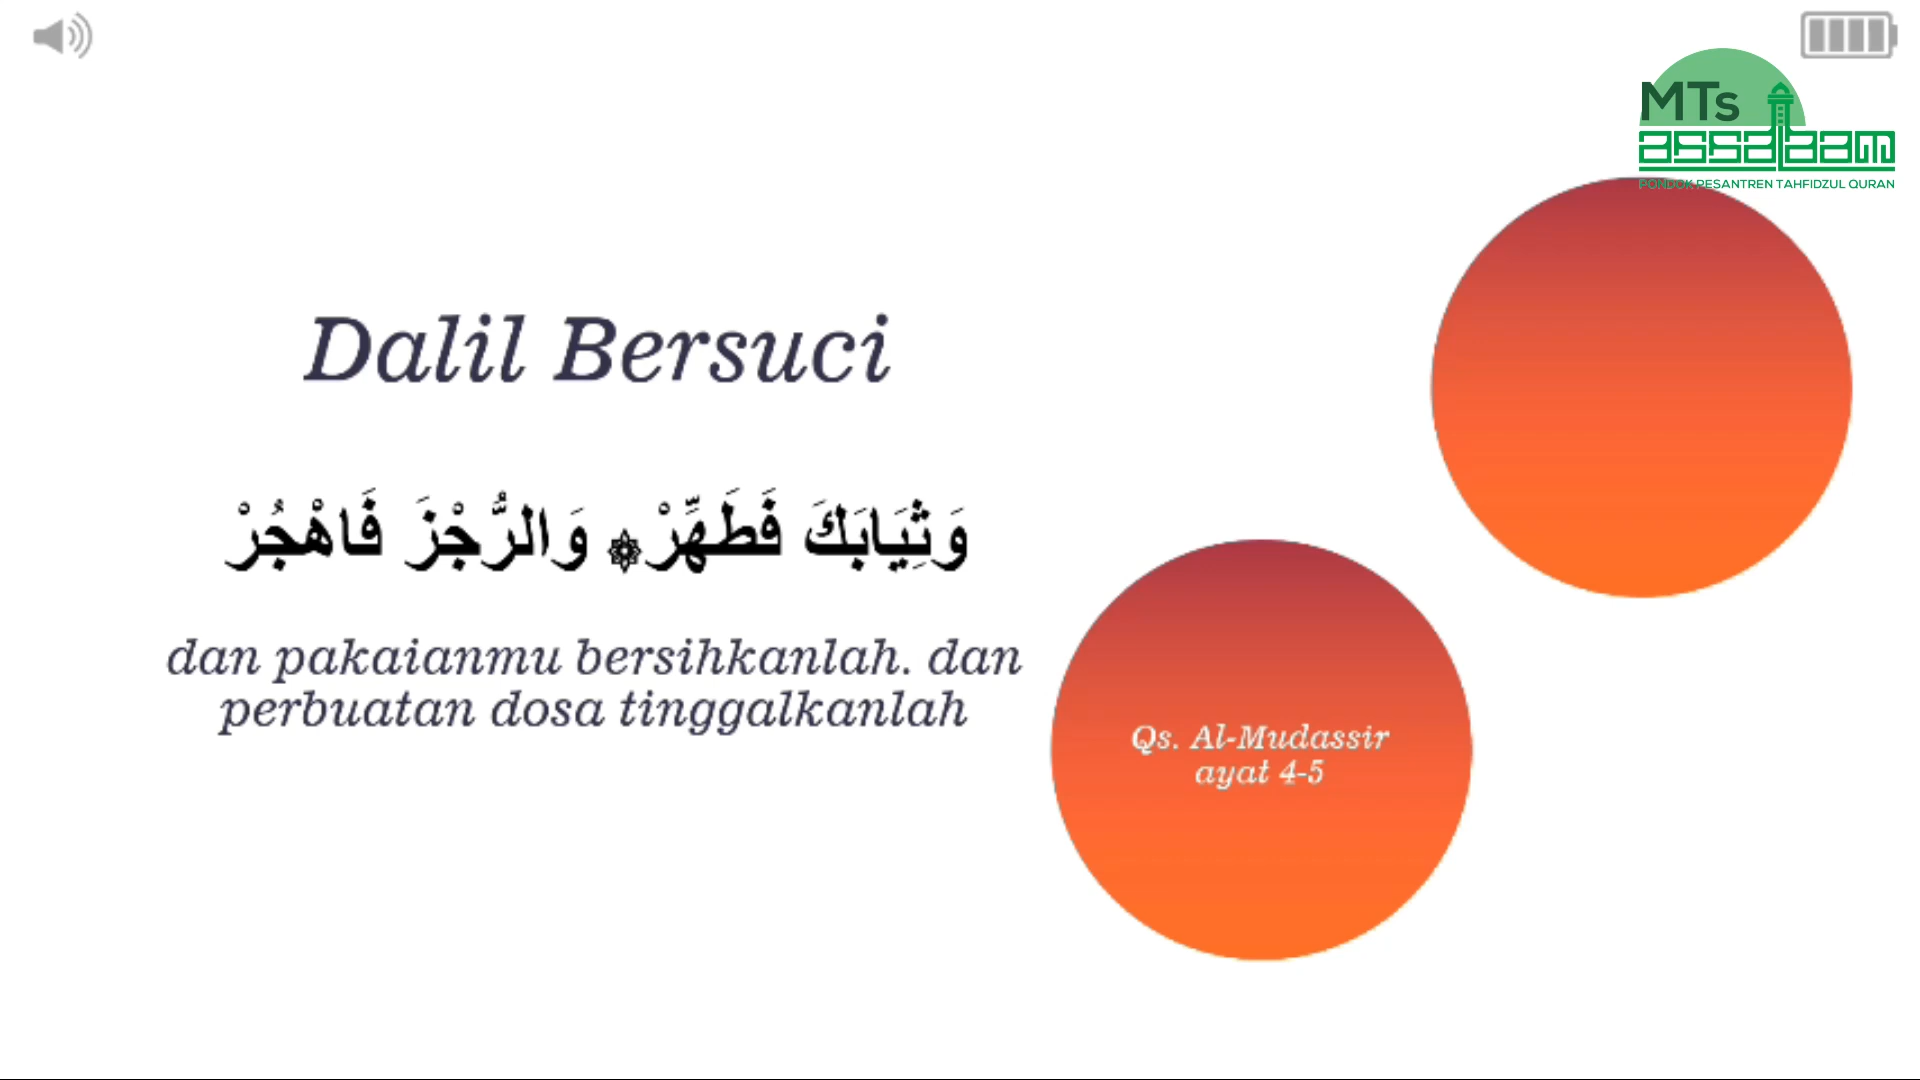 MTs
assalaam
PONDOK PESANTREN TAHFIDZUL QURAN
Dalil Bersuci
وَثِيَابَكَ فَطَهِّرْ۞ وَالرُّجْزَ فَاهْجُرْ
dan pakaianmu bersihkanlah. dan
perbuatan dosa tinggalkanlah
Qs. Al-Mudassir
ayat 4-5